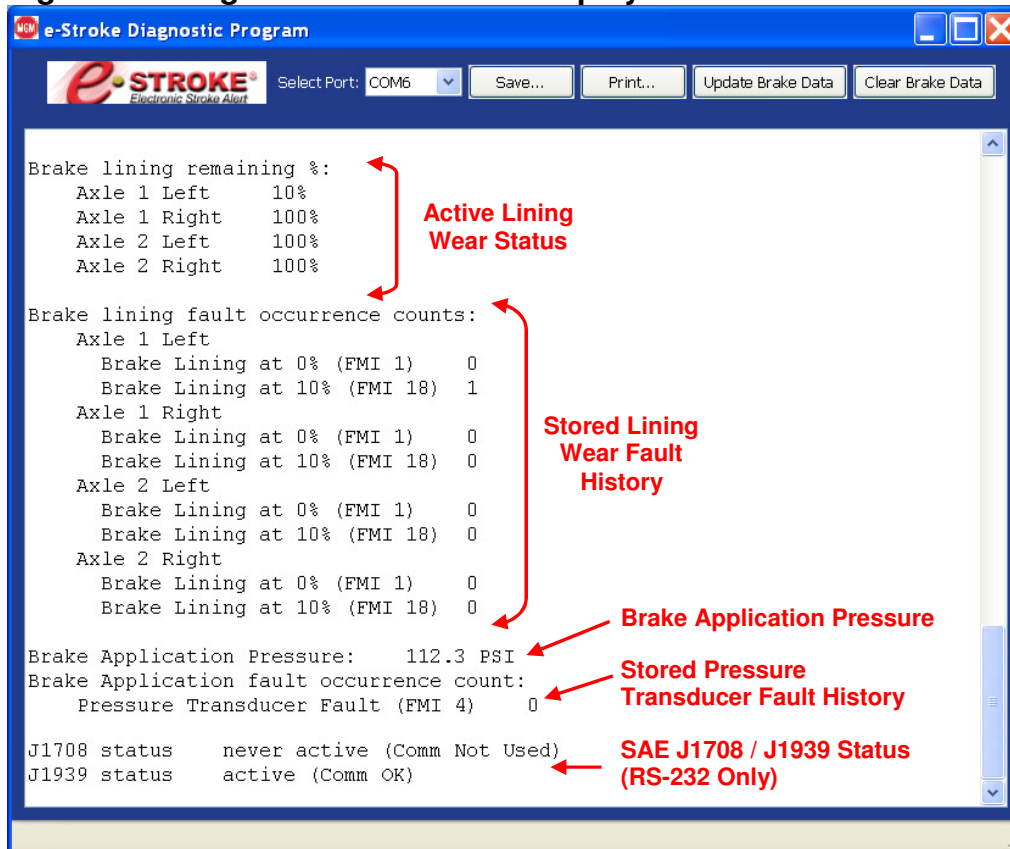 e-Stroke Diagnostic Program
MGM
e-STROKE®
Electronic Stroke Alert
Select Port: COM6
Save...
Print...
Update Brake Data
Clear Brake Data
Brake lining remaining %:
Axle 1 Left 10%
Axle 1 Right 100%
Axle 2 Left 100%
Axle 2 Right 100%
Active Lining
Wear Status
Brake lining fault occurrence counts:
Axle 1 Left
Brake Lining at 0% (FMI 1) 0
Brake Lining at 10% (FMI 18) 1
Axle 1 Right
Brake Lining at 0% (FMI 1) 0
Brake Lining at 10% (FMI 18) 0
Axle 2 Left
Brake Lining at 0% (FMI 1) 0
Brake Lining at 10% (FMI 18) 0
Axle 2 Right
Brake Lining at 0% (FMI 1) 0
Brake Lining at 10% (FMI 18) 0
Stored Lining
Wear Fault
History
Brake Application Pressure: 112.3 PSI
Brake Application fault occurrence count:
Pressure Transducer Fault (FMI 4) 0
Brake Application Pressure
Stored Pressure
Transducer Fault History
J1708 status never active (Comm Not Used)
J1939 status active (Comm OK)
SAE J1708 / J1939 Status
(RS-232 Only)